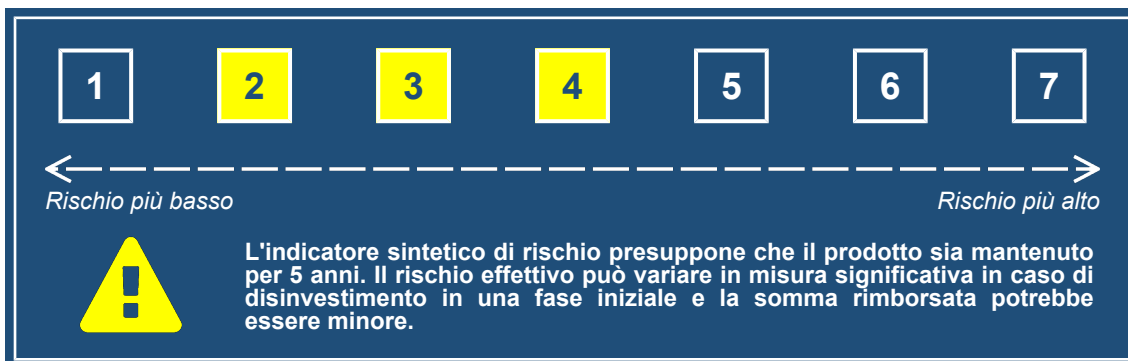 1 2 3 4 5 6 7
Rischio più basso Rischio più alto
L'indicatore sintetico di rischio presuppone che il prodotto sia mantenuto
per 5 anni. Il rischio effettivo può variare in misura significativa in caso di
disinvestimento in una fase iniziale e la somma rimborsata potrebbe
essere minore.